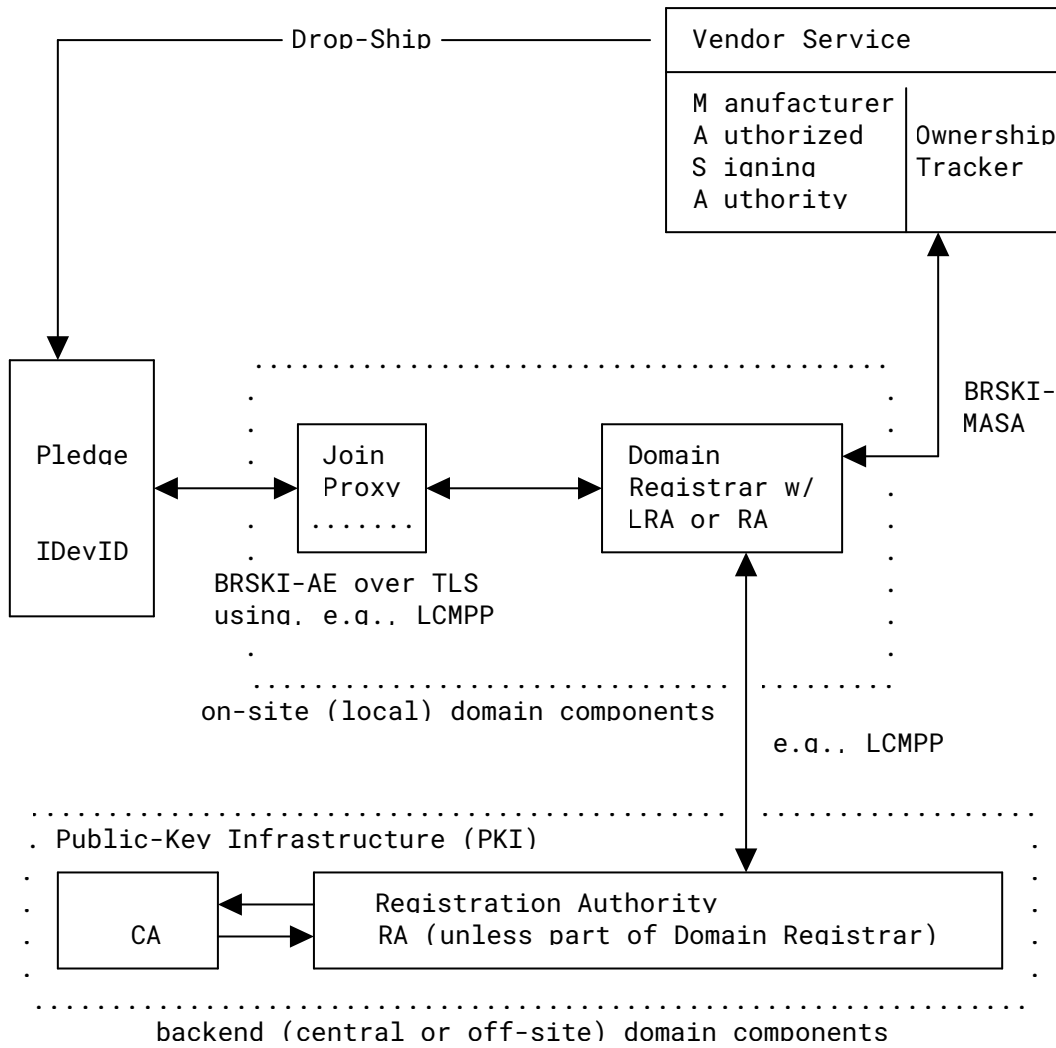 Drop-Ship
Vendor Service
M anufacturer
A uthorized
S igning
A uthority
Ownership
Tracker
BRSKI-
MASA
Pledge
IDevID
Join
Proxy
.......
Domain
Registrar w/
LRA or RA
BRSKI-AE over TLS
using, e.g., LCMPP
on-site (local) domain components
e.g., LCMPP
Public-Key Infrastructure (PKI)
CA
Registration Authority
RA (unless part of Domain Registrar)
backend (central or off-site) domain components